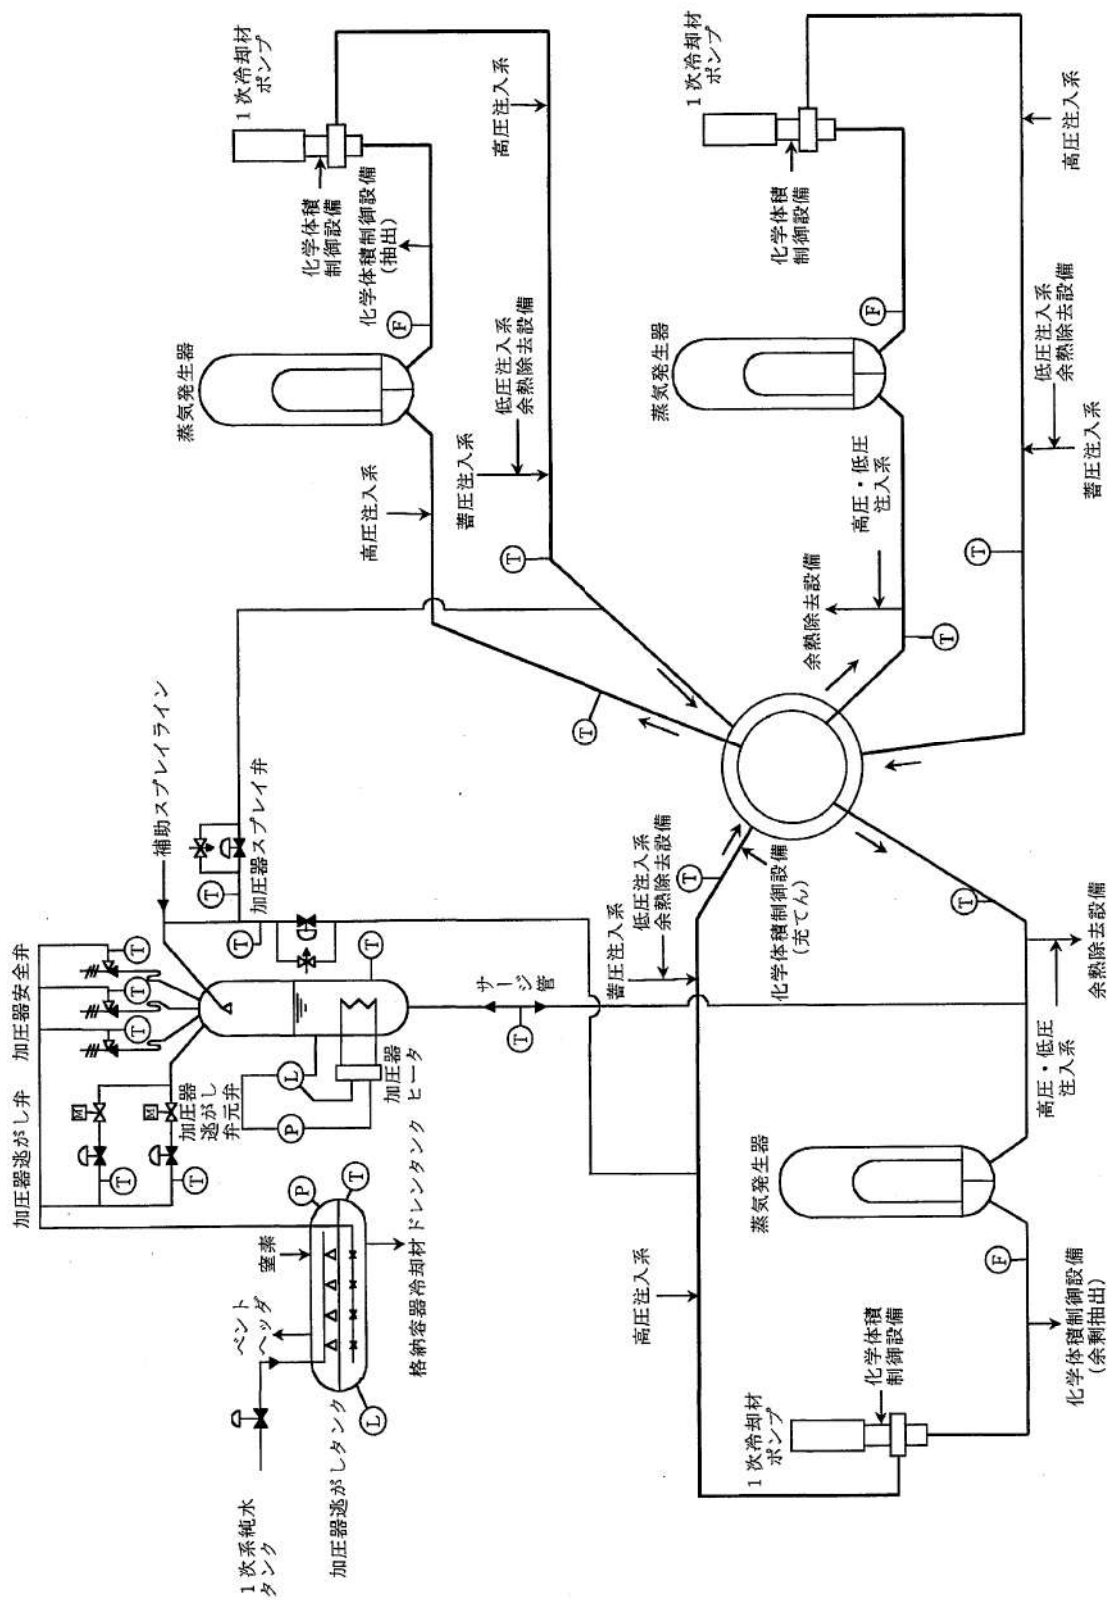 1次冷却材
ポンプ
化学体積
制御設備
化学体積制御設備
(抽出)
高圧注入系
F
蒸気発生器
低圧注入系
余熱除去設備
蓄圧注入系
高圧注入系
T
T
1次冷却材
ポンプ
化学体積
制御設備
高圧注入系
F
蒸気発生器
低圧注入系
余熱除去設備
蓄圧注入系
高圧・低圧
注入系
余熱除去設備
T
T
補助スプレイライン
加圧器スプレイ弁
T
T
加圧器安全弁
T
T
T
加圧器逃がし弁
M
M
T
T
加圧器
逃がし
弁元弁
L
P
T
加圧器
ヒータ
サージ
管
T
蓄圧注入系
低圧注入系
余熱除去設備
T
化学体積制御設備
(充てん)
T
余熱除去設備
高圧・低圧
注入系
蒸気発生器
F
化学体積制御設備
(余剰抽出)
高圧注入系
化学体積
制御設備
1次冷却材
ポンプ
P
T
窒素
ベント
ヘッダ
格納容器冷却材ドレンタンク
L
加圧器逃がしタンク
1次系純水
タンク